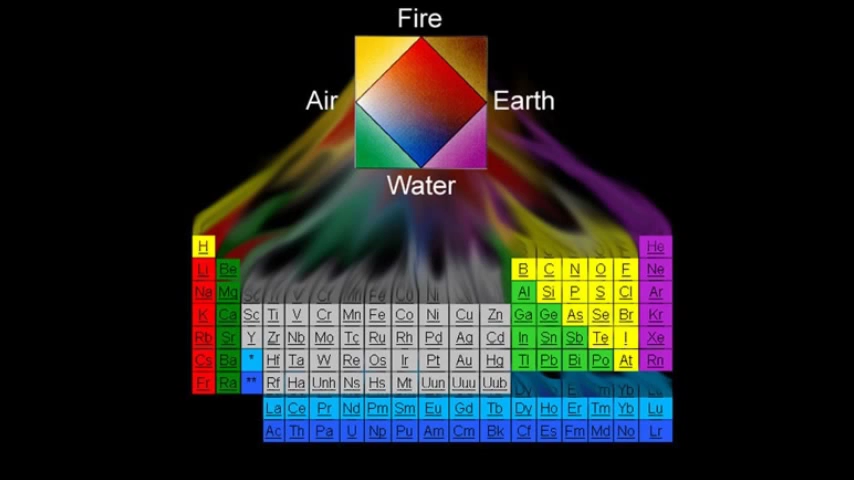 Fire
Air Earth
Water
H He
Li Be B C N O F Ne
Na Mg Al Si P S Cl Ar
K Ca Sc Ti V Cr Mn Fe Co Ni Cu Zn Ga Ge As Se Br Kr
Rb Sr Y Zr Nb Mo Tc Ru Rh Pd Ag Cd In Sn Sb Te I Xe
Cs Ba * Hf Ta W Re Os Ir Pt Au Hg Tl Pb Bi Po At Rn
Fr Ra ** Rf Ha Unh Ns Hs Mt Uun Uuu Uub
La Ce Pr Nd Pm Sm Eu Gd Tb Dy Ho Er Tm Yb Lu
Ac Th Pa U Np Pu Am Cm Bk Cf Es Fm Md No Lr